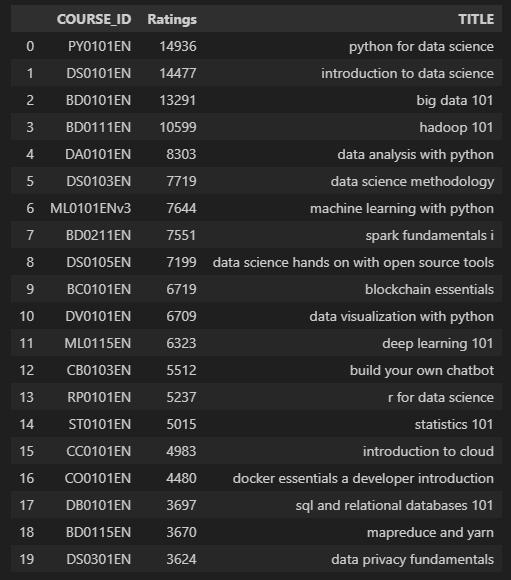 COURSE_ID Ratings TITLE
0 PY0101EN 14936 python for data science
1 DS0101EN 14477 introduction to data science
2 BD0101EN 13291 big data 101
3 BD0111EN 10599 hadoop 101
4 DA0101EN 8303 data analysis with python
5 DS0103EN 7719 data science methodology
6 ML0101ENv3 7644 machine learning with python
7 BD0211EN 7551 spark fundamentals i
8 DS0105EN 7199 data science hands on with open source tools
9 BC0101EN 6719 blockchain essentials
10 DV0101EN 6709 data visualization with python
11 ML0115EN 6323 deep learning 101
12 CB0103EN 5512 build your own chatbot
13 RP0101EN 5237 r for data science
14 ST0101EN 5015 statistics 101
15 CC0101EN 4983 introduction to cloud
16 CO0101EN 4480 docker essentials a developer introduction
17 DB0101EN 3697 sql and relational databases 101
18 BD0115EN 3670 mapreduce and yarn
19 DS0301EN 3624 data privacy fundamentals